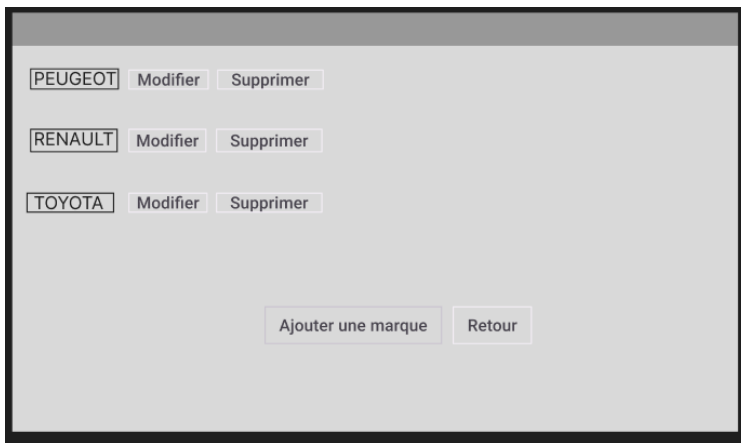 PEUGEOT Modifier Supprimer
RENAULT Modifier Supprimer
TOYOTA Modifier Supprimer
Ajouter une marque Retour